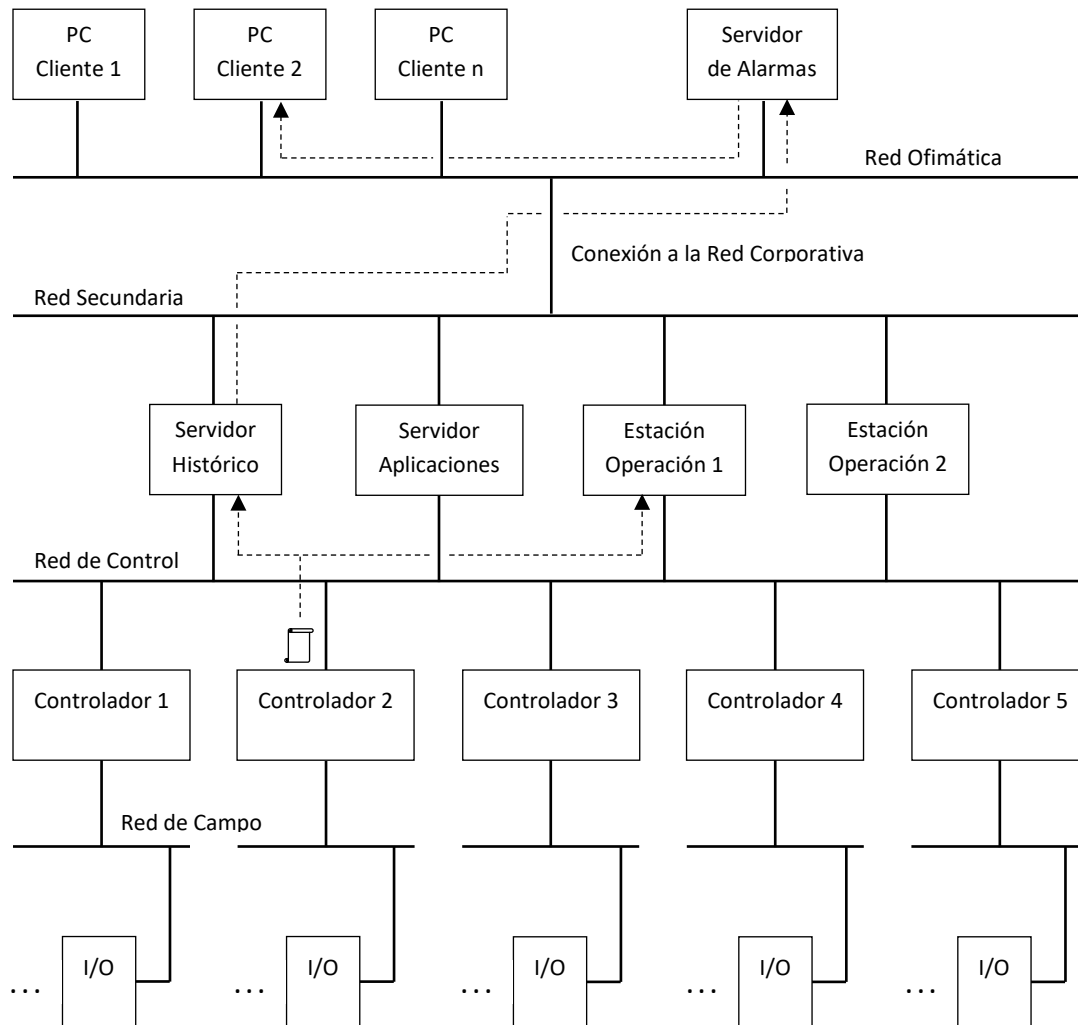 PC
Cliente 1
PC
Cliente 2
PC
Cliente n
Servidor
de Alarmas
Red Ofimática
Conexión a la Red Corporativa
Red Secundaria
Servidor
Histórico
Servidor
Aplicaciones
Estación
Operación 1
Estación
Operación 2
Red de Control
Controlador 1
Controlador 2
Controlador 3
Controlador 4
Controlador 5
Red de Campo
... I/O
... I/O
... I/O
... I/O
... I/O